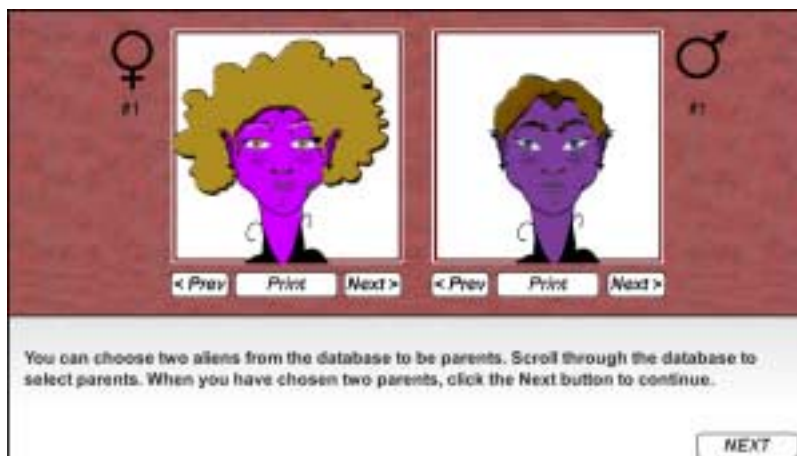 #1
#1
< Prev
Print
Next >
< Prev
Print
Next >
You can choose two aliens from the database to be parents. Scroll through the database to
select parents. When you have chosen two parents, click the Next button to continue.
NEXT